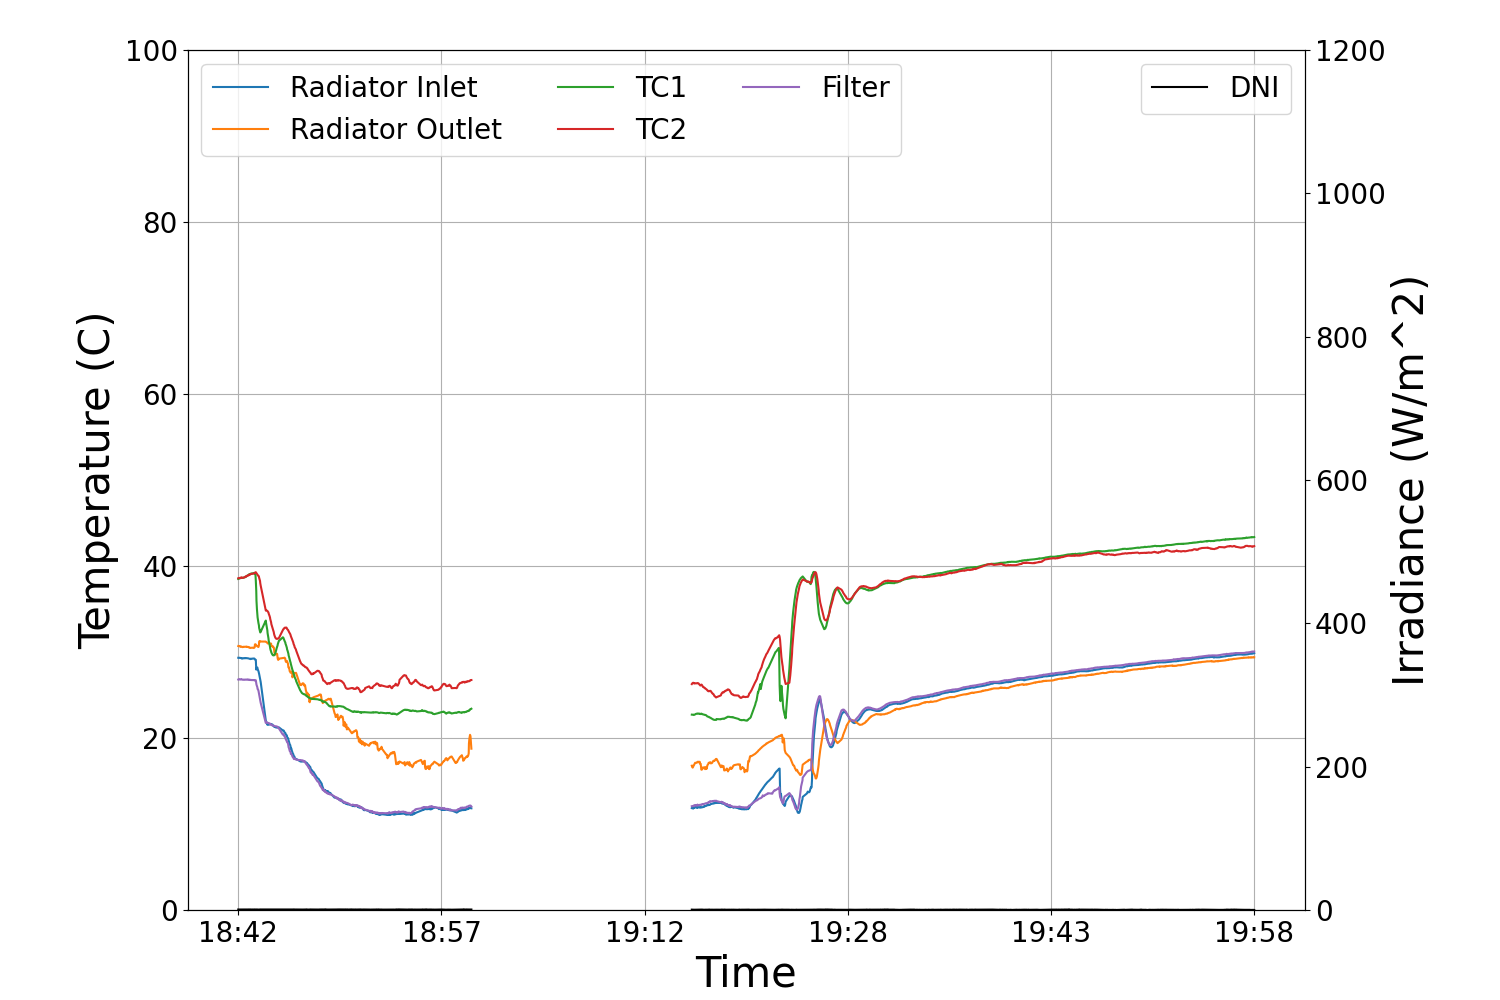 Radiator Inlet
Radiator Outlet
TC1
TC2
Filter
DNI
100
80
60
40
20
0
Temperature (C)
1200
1000
800
600
400
200
0
Irradiance (W/m^2)
18:42 18:57 19:12 19:28 19:43 19:58
Time